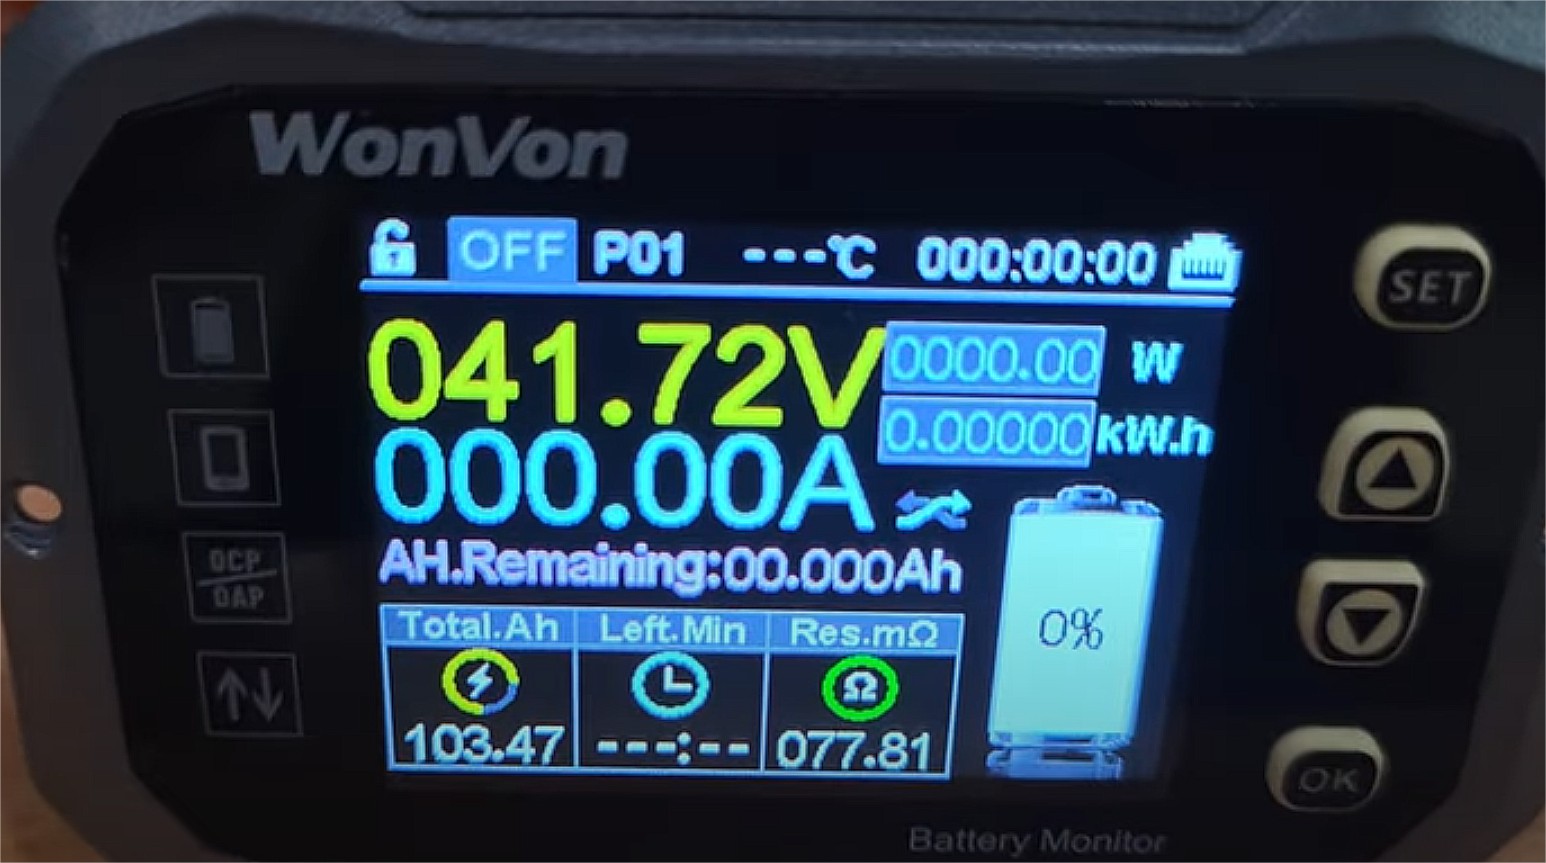 WonVon
OFF P01 ---°C 000:00:00
SET
041.72V 0000.00 W
0.00000 kW.h
000.00A
AH.Remaining:00.000Ah
OCP
OAP
0%
Total.Ah Left.Min Res.mΩ
Ω
103.47 ---:-- 077.81
OK
Battery Monitor